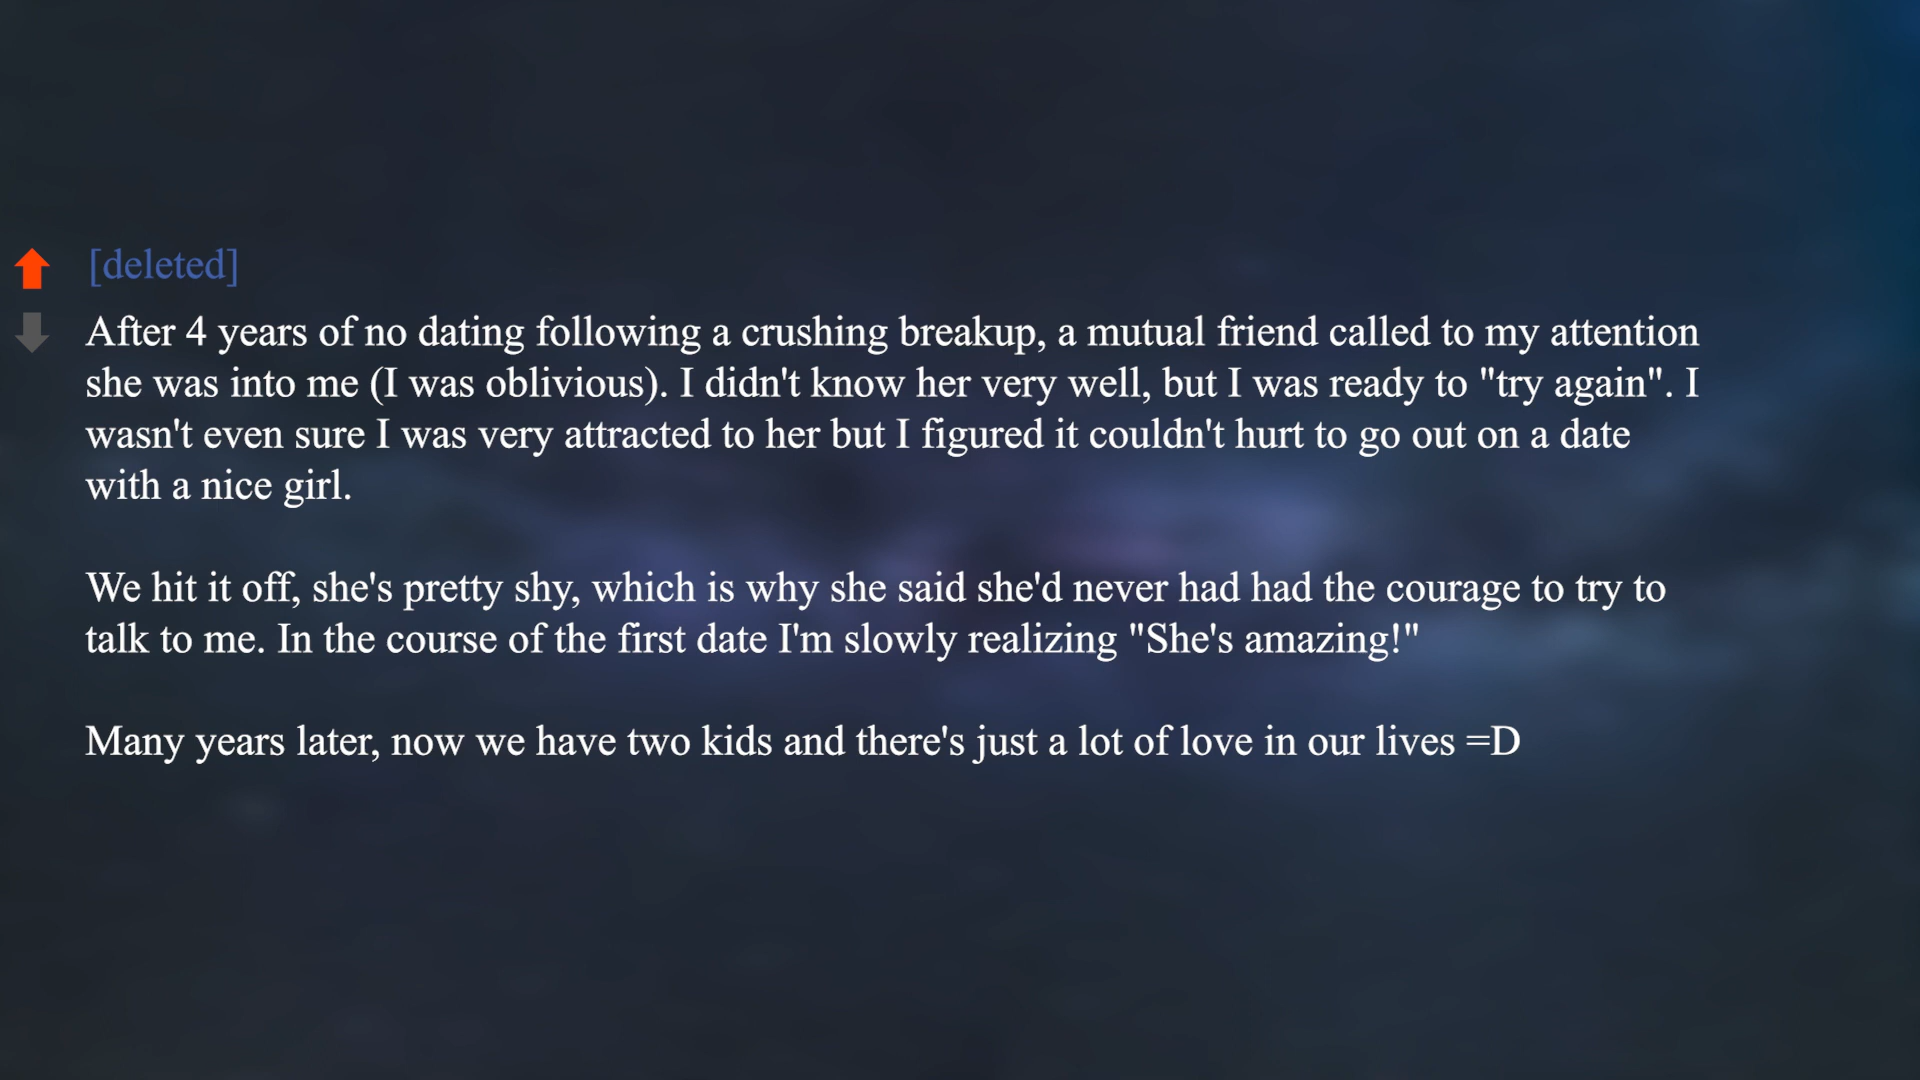 [deleted]
After 4 years of no dating following a crushing breakup, a mutual friend called to my attention
she was into me (I was oblivious). I didn't know her very well, but I was ready to "try again". I
wasn't even sure I was very attracted to her but I figured it couldn't hurt to go out on a date
with a nice girl.
We hit it off, she's pretty shy, which is why she said she'd never had had the courage to try to
talk to me. In the course of the first date I'm slowly realizing "She's amazing!"
Many years later, now we have two kids and there's just a lot of love in our lives =D